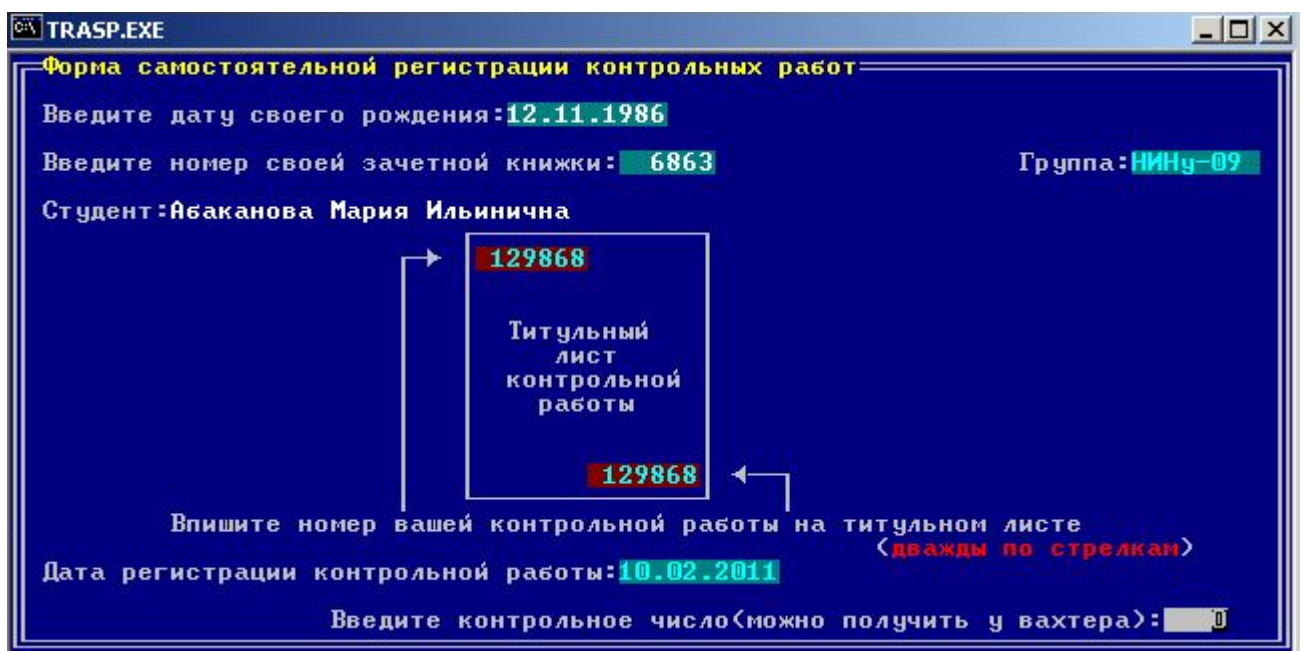 TRASP.EXE
Форма самостоятельной регистрации контрольных работ
Введите дату своего рождения:12.11.1986
Введите номер своей зачетной книжки: 6863 Группа:НИНу-09
Студент:Абаканова Мария Ильинична
129868
Титульный
лист
контрольной
работы
129868
Впишите номер вашей контрольной работы на титульном листе
(дважды по стрелкам)
Дата регистрации контрольной работы:10.02.2011
Введите контрольное число(можно получить у вахтера): 0